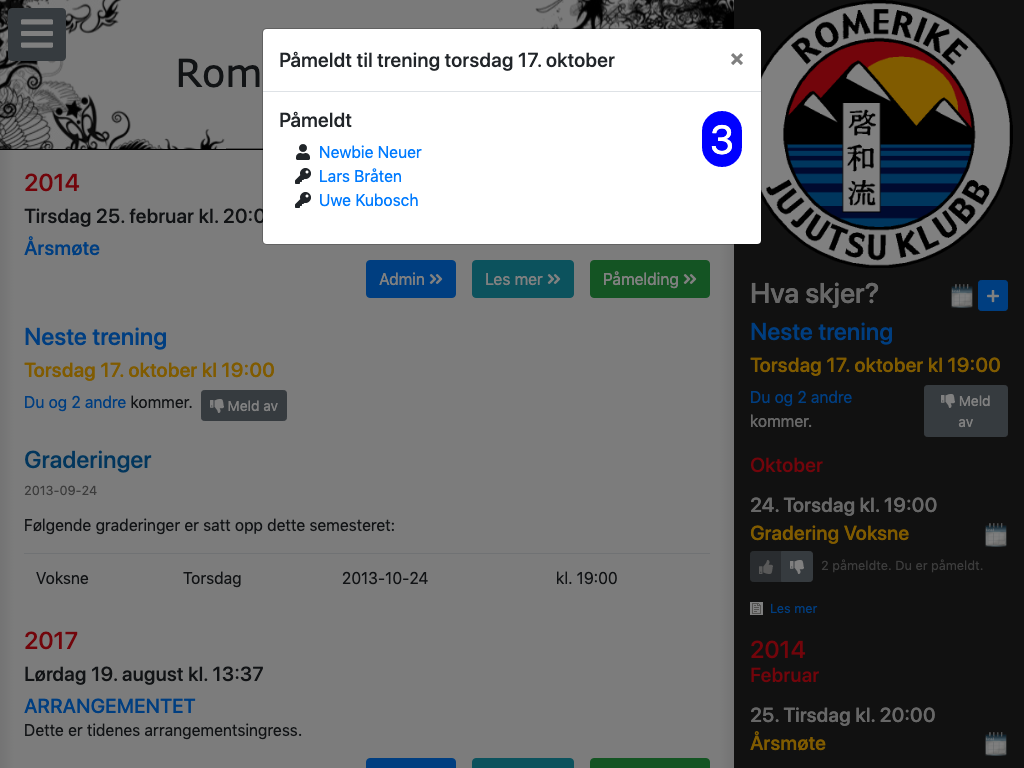 Rom
Påmeldt til trening torsdag 17. oktober
×
Påmeldt
3
Newbie Neuer
Lars Bråten
Uwe Kubosch
ROMERIKE
啓和流
JUJUTSU KLUBB
2014
Tirsdag 25. februar kl. 20:0
Årsmøte
Admin »
Les mer »
Påmelding »
Neste trening
Torsdag 17. oktober kl 19:00
Du og 2 andre kommer. Meld av
Graderinger
2013-09-24
Følgende graderinger er satt opp dette semesteret:
Voksne Torsdag 2013-10-24 kl. 19:00
2017
Lørdag 19. august kl. 13:37
ARRANGEMENTET
Dette er tidenes arrangementsingress.
Hva skjer?
+
Neste trening
Torsdag 17. oktober kl 19:00
Du og 2 andre
kommer.
Meld
av
Oktober
24. Torsdag kl. 19:00
Gradering Voksne
2 påmeldte. Du er påmeldt.
Les mer
2014
Februar
25. Tirsdag kl. 20:00
Årsmøte